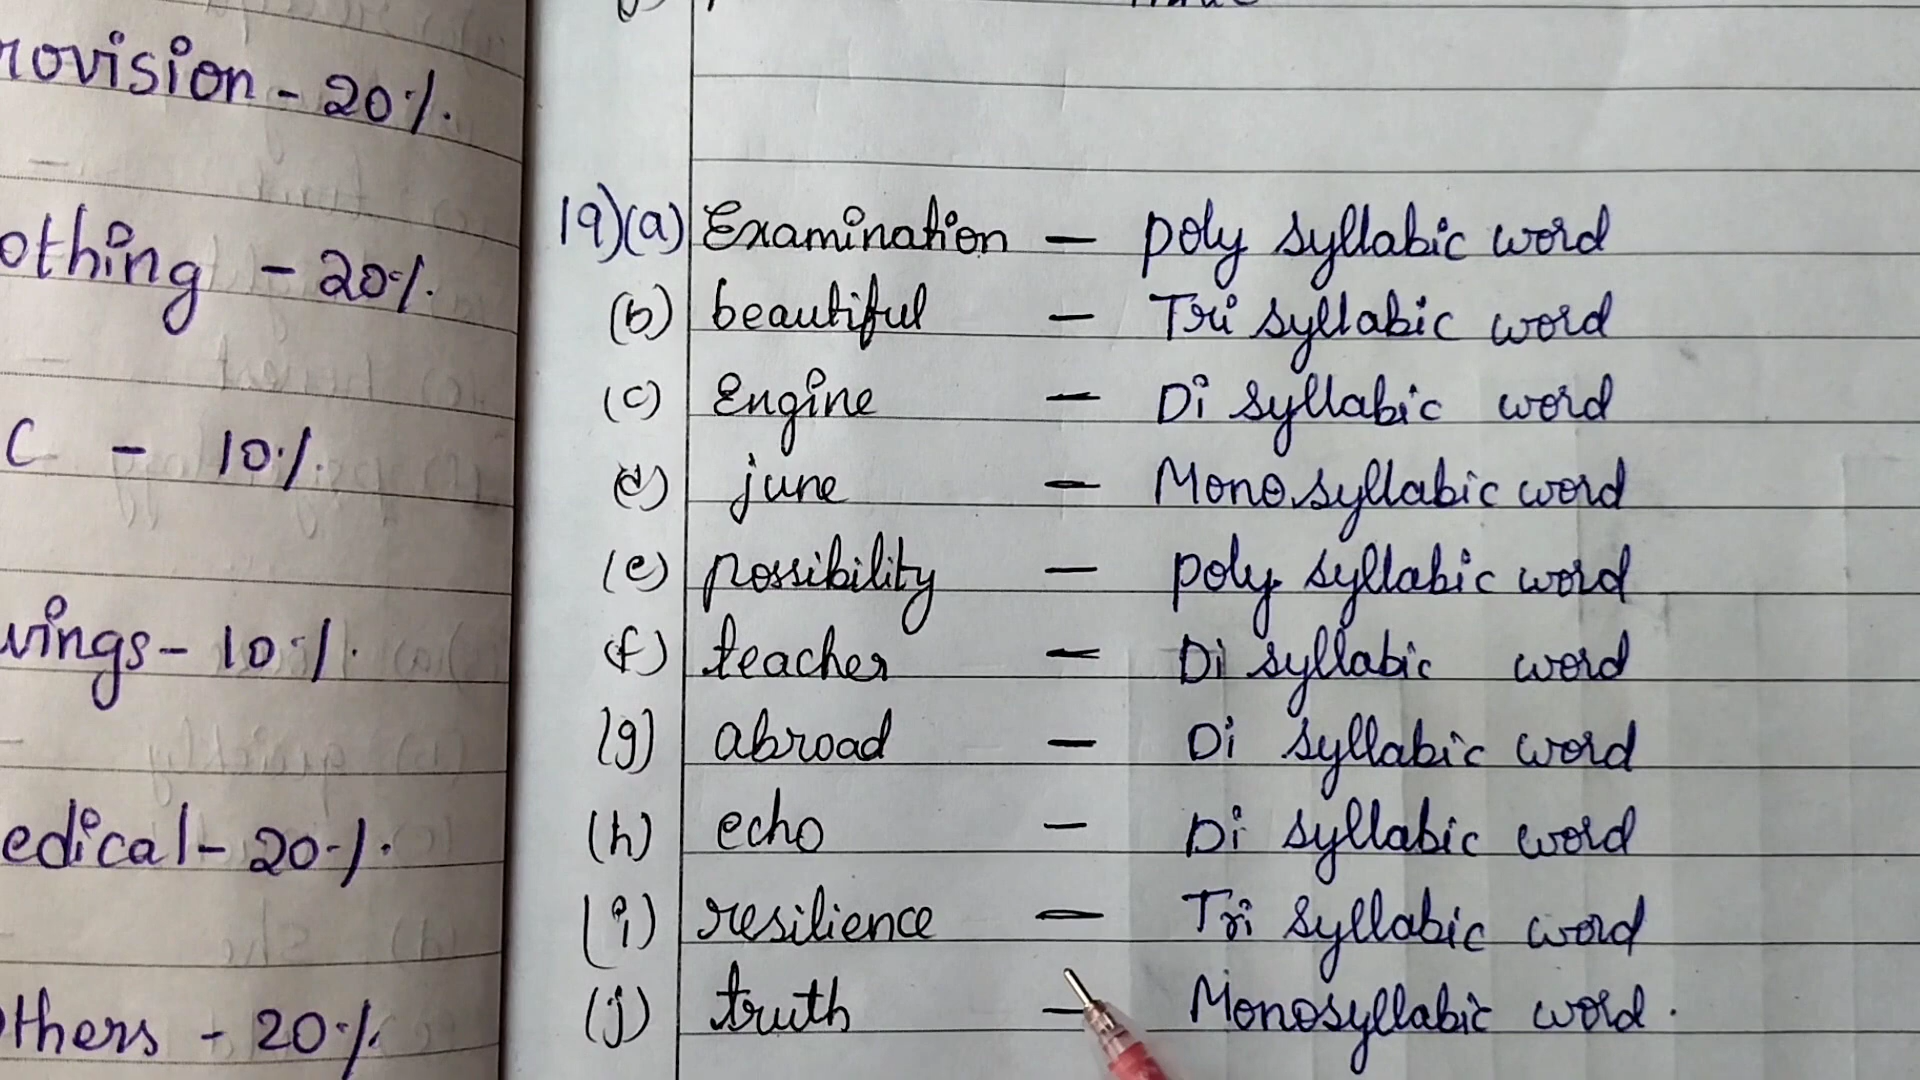 rovision - 20%.
othing - 20%.
C - 10%.
vings - 10%.
edical - 20%.
thers - 20%.
19)(a) Examination — poly syllabic word
(b) beautiful — Tri syllabic word
(c) Engine — Di syllabic word
(d) june — Mono syllabic word
(e) possibility — poly syllabic word
(f) teacher — Di syllabic word
(g) abroad — Di syllabic word
(h) echo — Di syllabic word
(i) resilience — Tri syllabic word
(j) truth — Monosyllabic word.